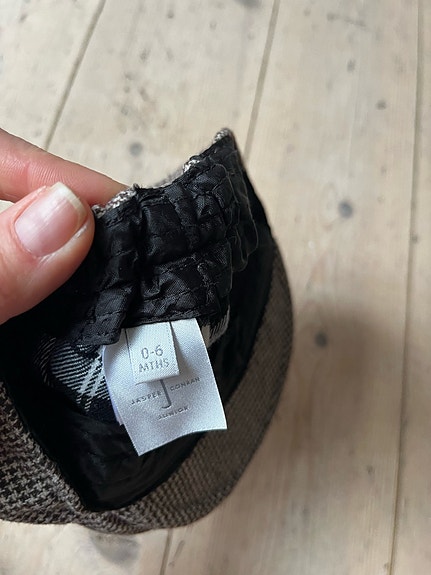 0-6
MTHS
J
JASPER CONRAN
JUNIOR